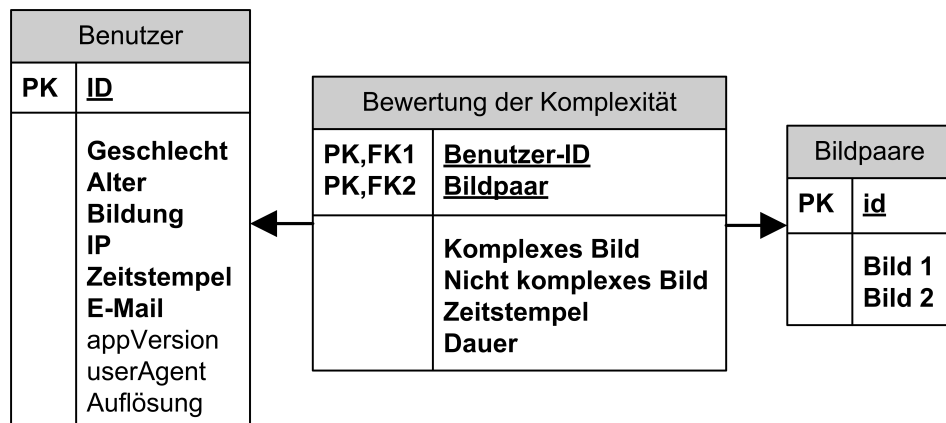 Benutzer
PK ID
Geschlecht
Alter
Bildung
IP
Zeitstempel
E-Mail
appVersion
userAgent
Auflösung
Bewertung der Komplexität
PK,FK1 Benutzer-ID
PK,FK2 Bildpaar
Komplexes Bild
Nicht komplexes Bild
Zeitstempel
Dauer
Bildpaare
PK id
Bild 1
Bild 2